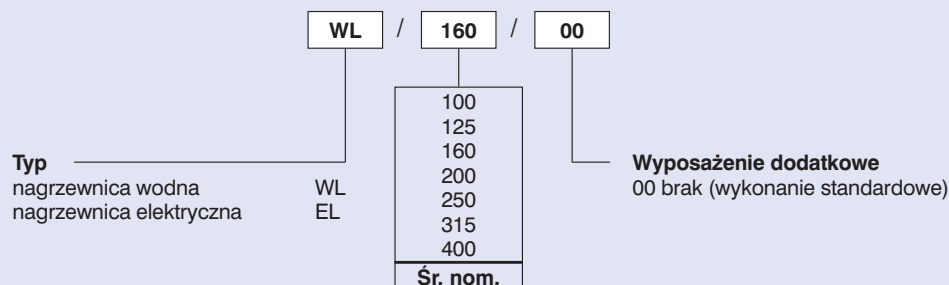 WL / 160 / 00
100
125
160
200
250
315
400
Śr. nom.
Typ
nagrzewnica wodna WL
nagrzewnica elektryczna EL
Wyposażenie dodatkowe
00 brak (wykonanie standardowe)